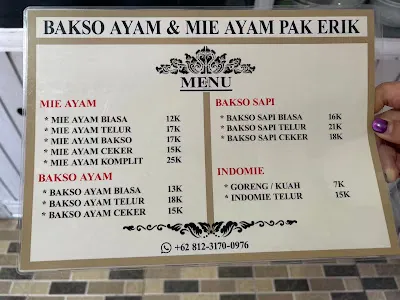 BAKSO AYAM & MIE AYAM PAK ERIK
MENU
MIE AYAM
* MIE AYAM BIASA 12K
* MIE AYAM TELUR 17K
* MIE AYAM BAKSO 17K
* MIE AYAM CEKER 15K
* MIE AYAM KOMPLIT 25K
BAKSO AYAM
* BAKSO AYAM BIASA 13K
* BAKSO AYAM TELUR 18K
* BAKSO AYAM CEKER 15K
BAKSO SAPI
* BAKSO SAPI BIASA 16K
* BAKSO SAPI TELUR 21K
* BAKSO SAPI CEKER 18K
INDOMIE
* GORENG / KUAH 7K
* INDOMIE TELUR 15K
+62 812-3170-0976